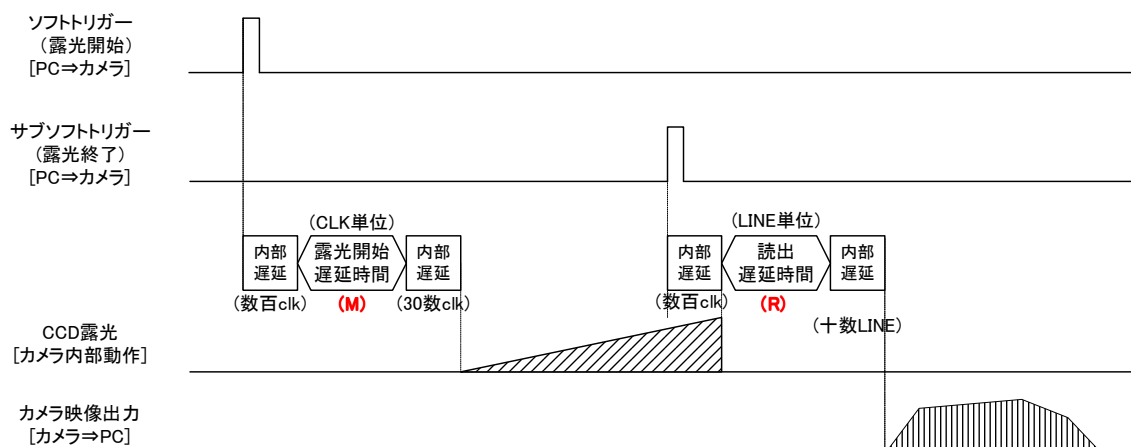 ソフトトリガー
(露光開始)
[PC⇒カメラ]
サブソフトトリガー
(露光終了)
[PC⇒カメラ]
(CLK単位)
(LINE単位)
内部
遅延
露光開始
遅延時間
内部
遅延
内部
遅延
読出
遅延時間
内部
遅延
(数百clk)
(M)
(30数clk)
(数百clk)
(R)
(十数LINE)
CCD露光
[カメラ内部動作]
カメラ映像出力
[カメラ⇒PC]